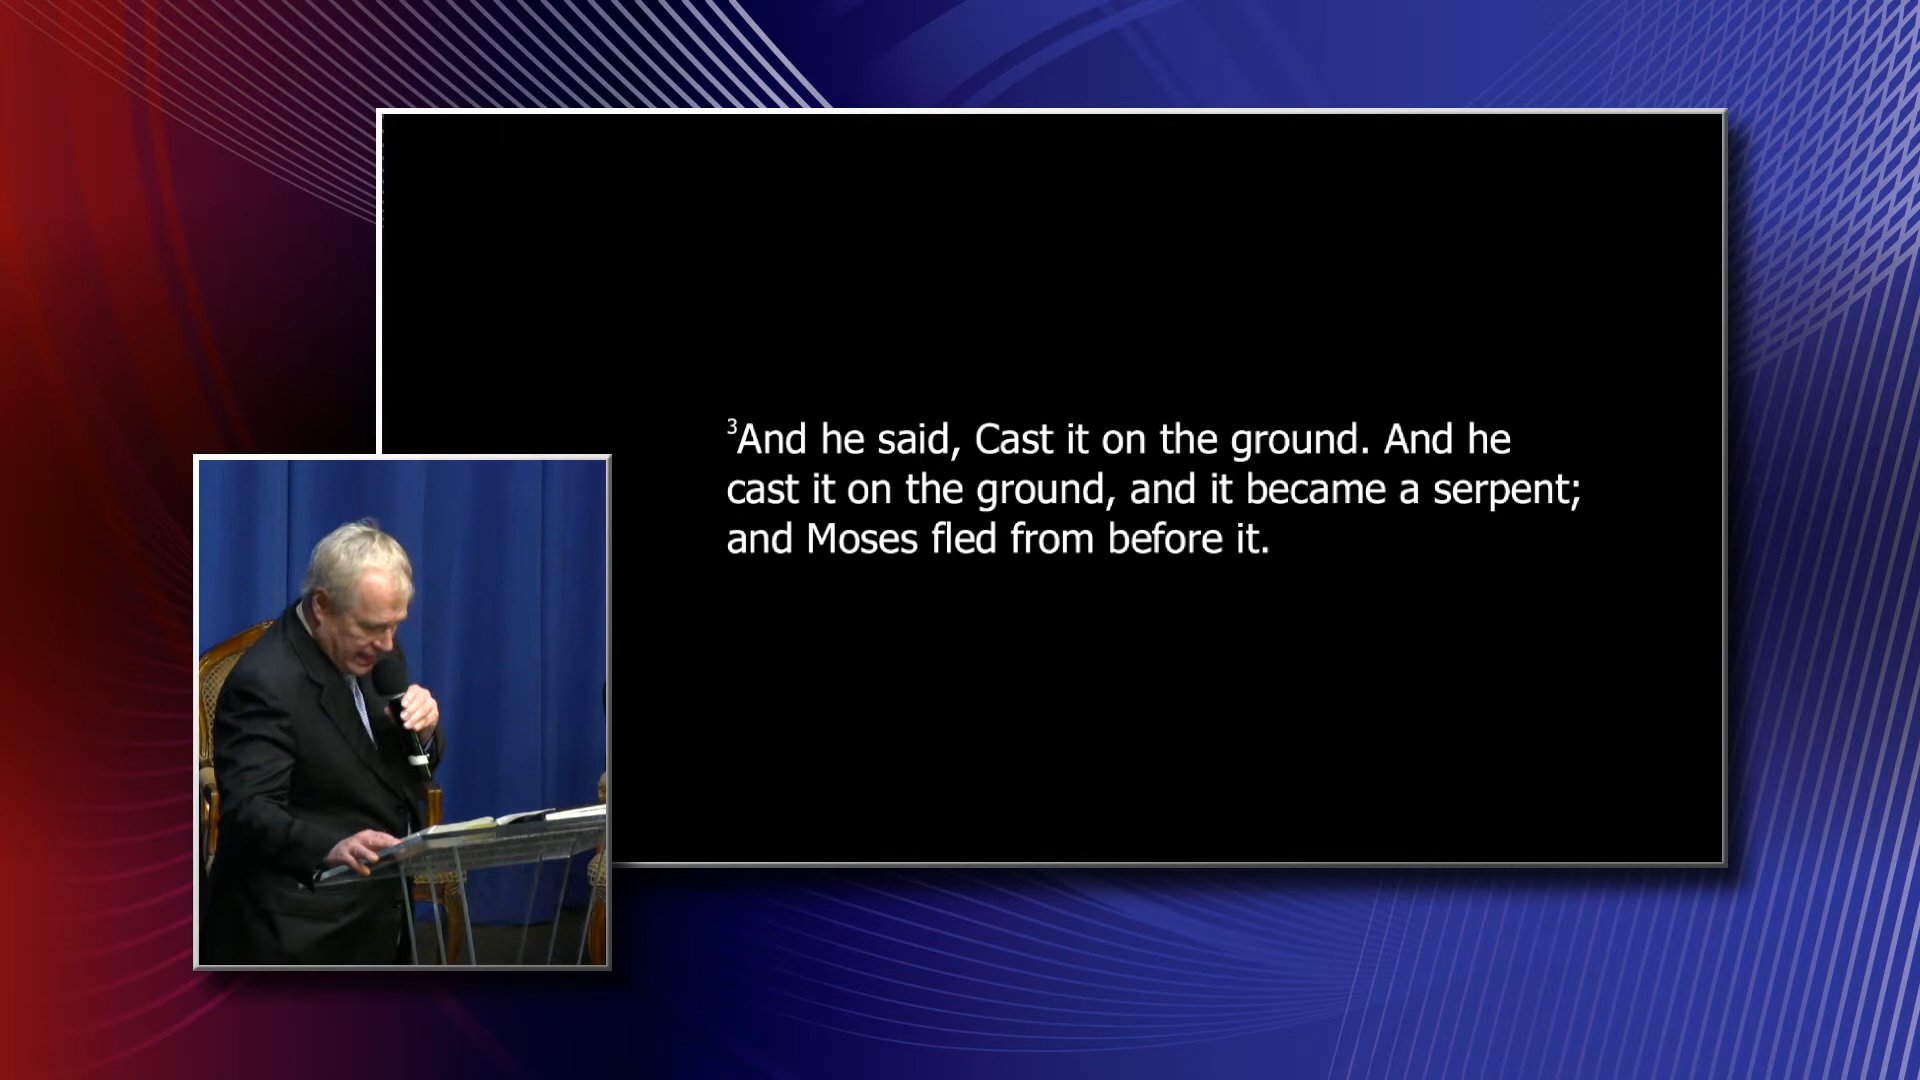 3And he said, Cast it on the ground. And he
cast it on the ground, and it became a serpent;
and Moses fled from before it.